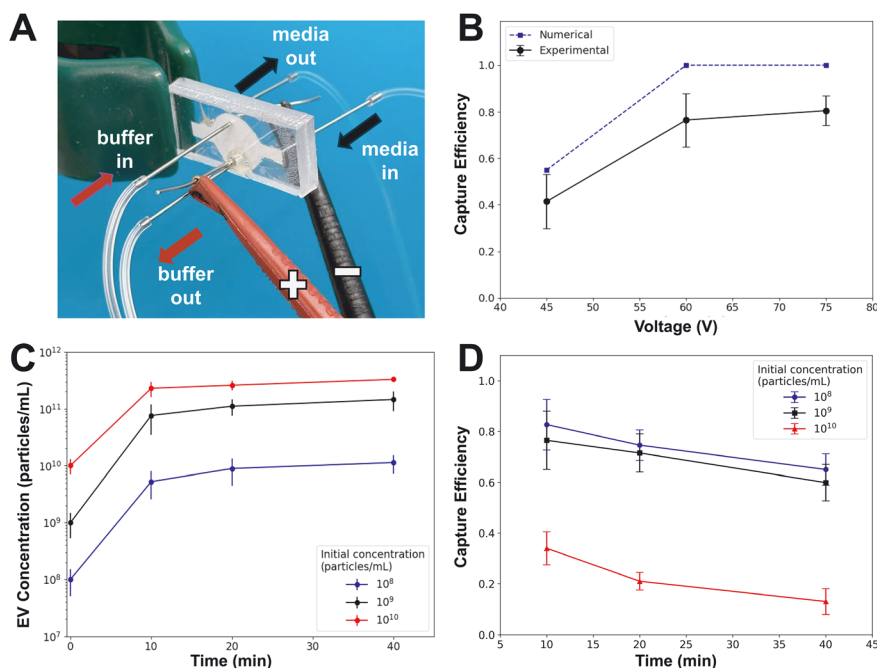 A
media
out
buffer
in
media
in
buffer
out
+
−
B
Numerical
Experimental
Capture Efficiency
1.0
0.8
0.6
0.4
0.2
0.0
40 45 50 55 60 65 70 75 80
Voltage (V)
C
EV Concentration (particles/mL)
10¹²
10¹¹
10¹⁰
10⁹
10⁸
10⁷
Initial concentration
(particles/mL)
10⁸
10⁹
10¹⁰
0 10 20 30 40
Time (min)
D
Capture Efficiency
1.0
0.8
0.6
0.4
0.2
0.0
Initial concentration
(particles/mL)
10⁸
10⁹
10¹⁰
5 10 15 20 25 30 35 40 45
Time (min)